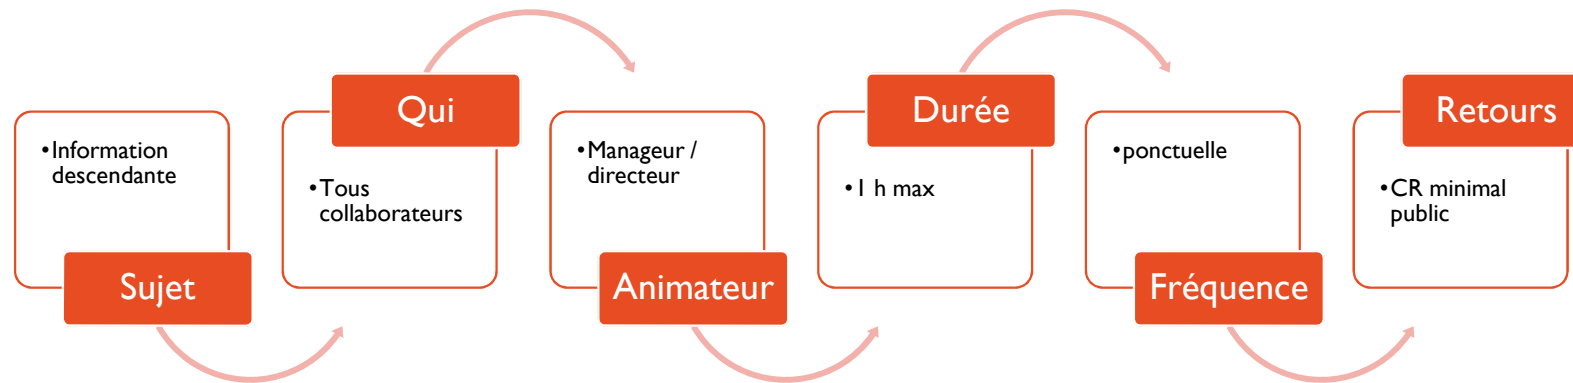 •Information
descendante
Sujet
Qui
•Tous
collaborateurs
•Manageur /
directeur
Animateur
Durée
•1 h max
•ponctuelle
Fréquence
Retours
•CR minimal
public